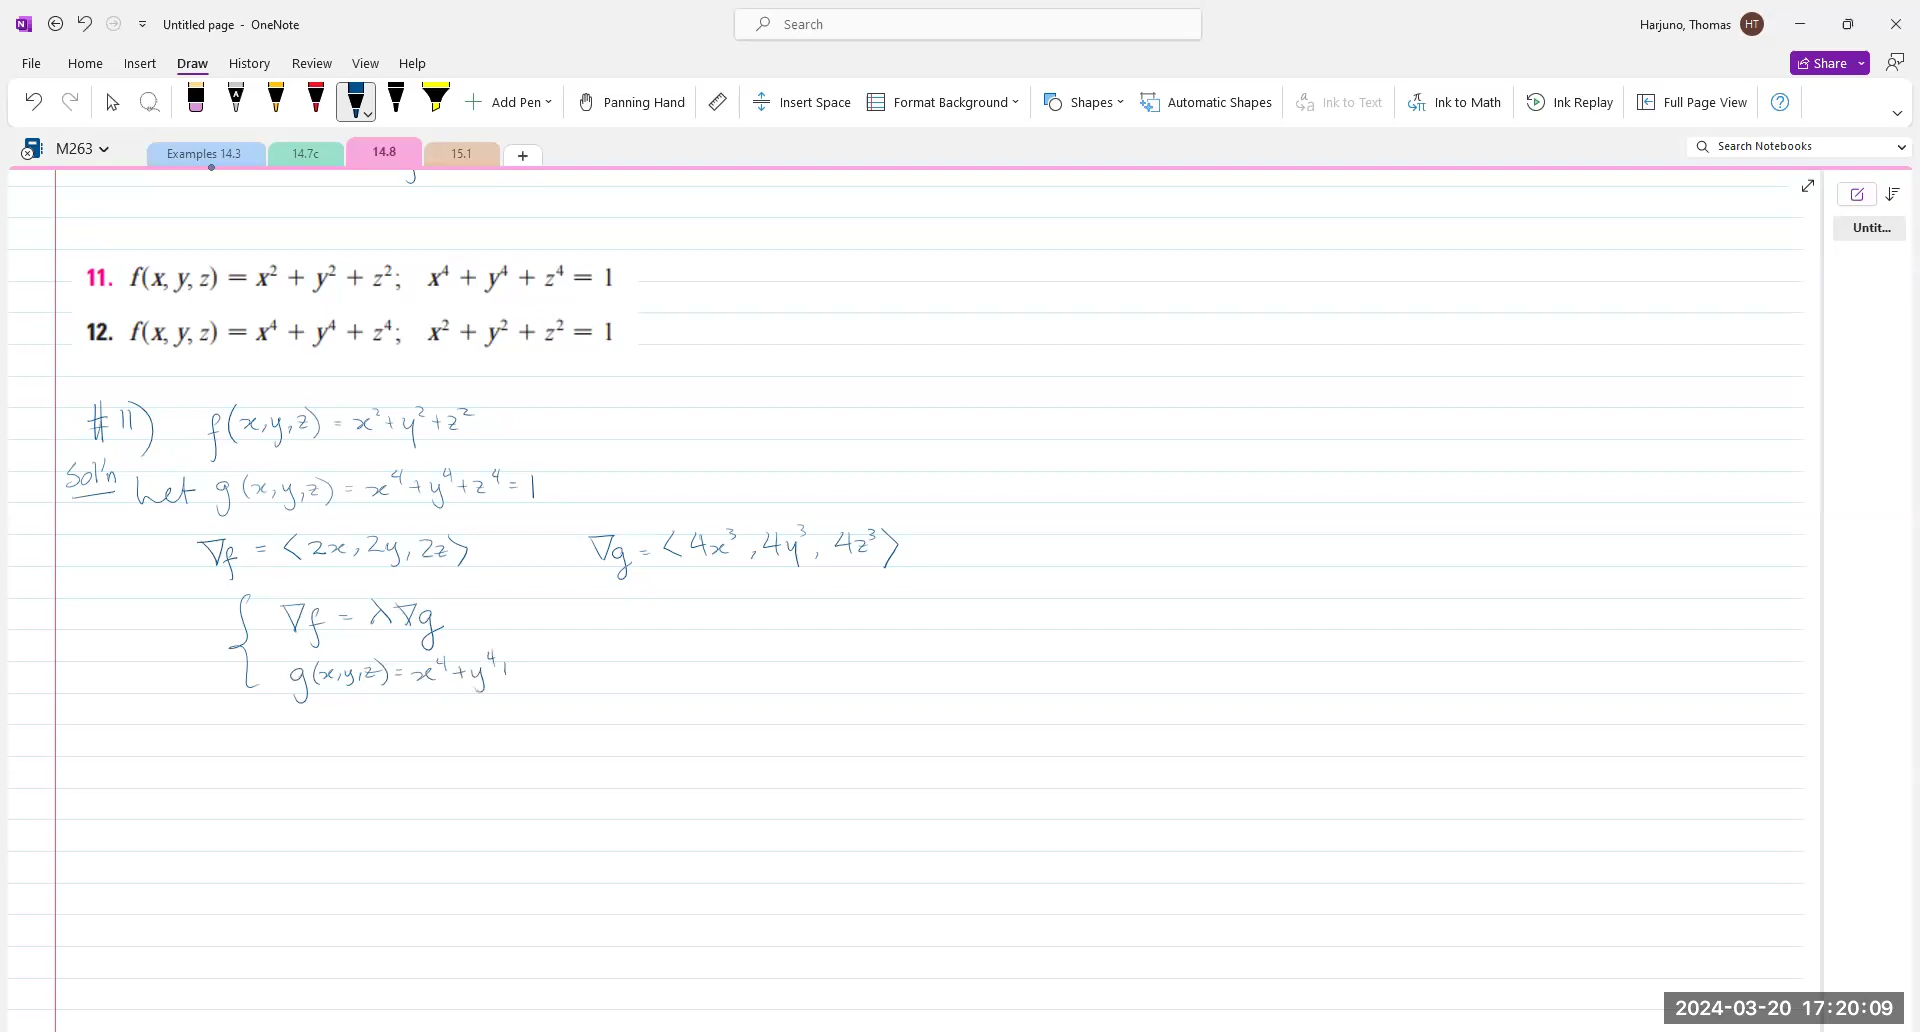 Untitled page - OneNote
Search
Harjuno, Thomas HT
File Home Insert Draw History Review View Help
Share
Add Pen Panning Hand Insert Space Format Background Shapes Automatic Shapes Ink to Text Ink to Math Ink Replay Full Page View
M263 Examples 14.3 14.7c 14.8 15.1 +
Search Notebooks
Untit...
11. f(x, y, z) = x² + y² + z²; x⁴ + y⁴ + z⁴ = 1
12. f(x, y, z) = x⁴ + y⁴ + z⁴; x² + y² + z² = 1
#11) f(x,y,z) = x²+y²+z²
Sol'n Let g(x,y,z) = x⁴+y⁴+z⁴ = 1
∇f = ⟨2x, 2y, 2z⟩ ∇g = ⟨4x³, 4y³, 4z³⟩
{ ∇f = λ∇g
g(x,y,z) = x⁴+y⁴
2024-03-20 17:20:09